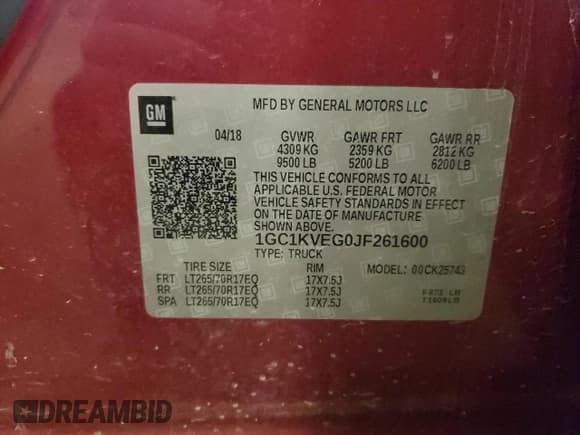 GM
MFD BY GENERAL MOTORS LLC
04/18 GVWR GAWR FRT GAWR RR
4309 KG 2359 KG 2812 KG
9500 LB 5200 LB 6200 LB
THIS VEHICLE CONFORMS TO ALL
APPLICABLE U.S. FEDERAL MOTOR
VEHICLE SAFETY STANDARDS IN EFFECT
ON THE DATE OF MANUFACTURE
SHOWN ABOVE.
1GC1KVEG0JF261600
TYPE: TRUCK
TIRE SIZE RIM MODEL: 00CK25743
FRT LT265/70R17EQ 17X7.5J
RR LT265/70R17EQ 17X7.5J
SPA LT265/70R17EQ 17X7.5J
DREAMBID